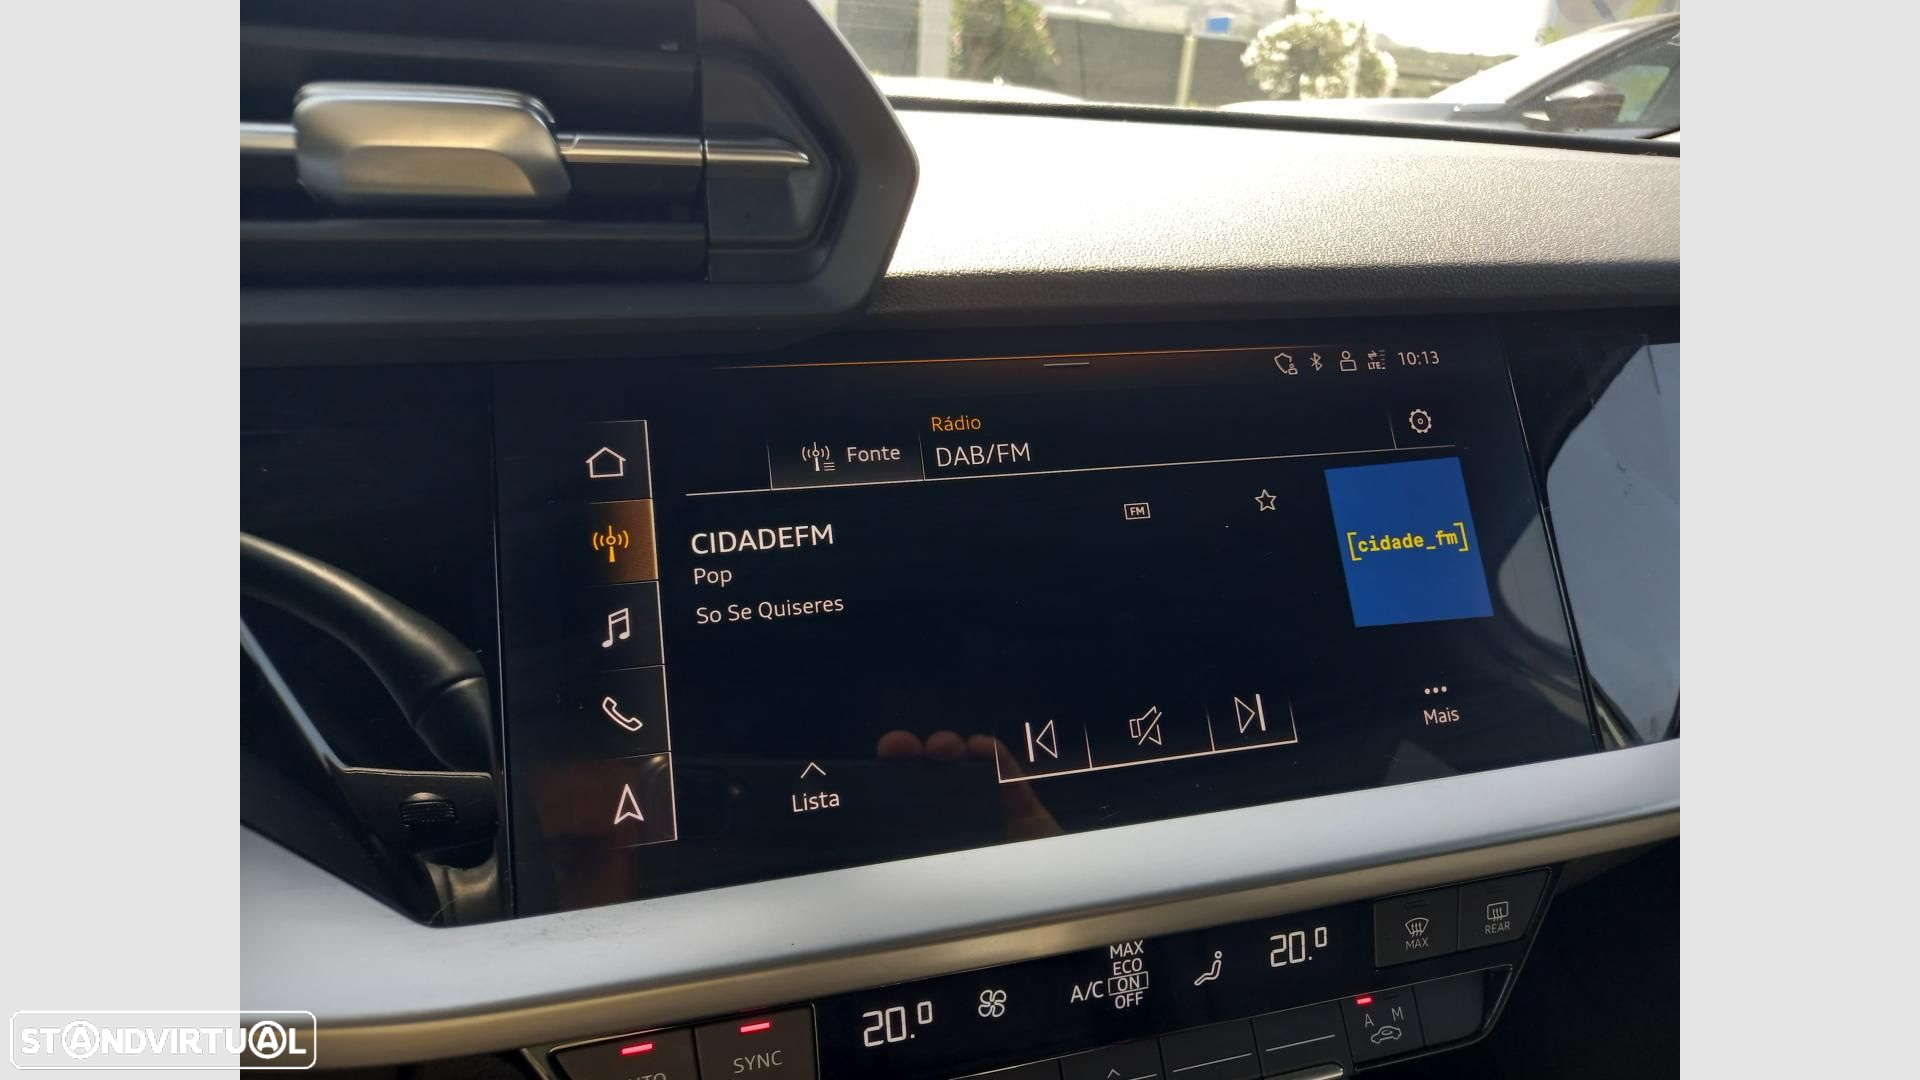 LTE
10:13
Rádio
Fonte
DAB/FM
FM
CIDADEFM
[cidade_fm]
Pop
So Se Quiseres
Mais
Lista
MAX
REAR
MAX
ECO
A/C ON
OFF
20.0
20.0
A M
SYNC
STANDVIRTUAL